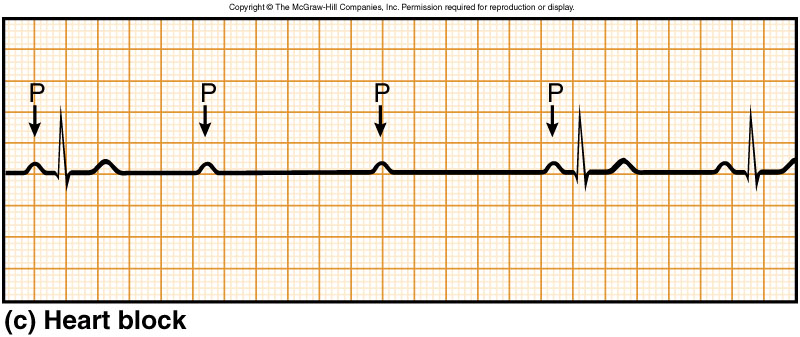 Copyright © The McGraw-Hill Companies, Inc. Permission required for reproduction or display.
P P P P
(c) Heart block